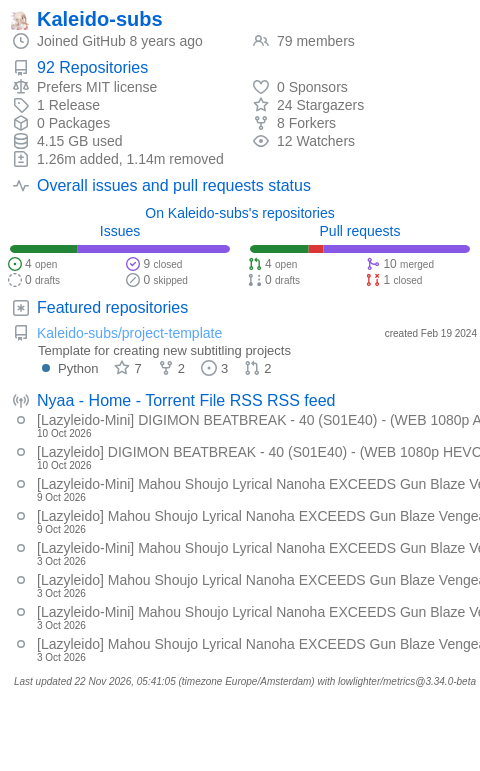 Kaleido-subs
Joined GitHub 8 years ago
79 members
92 Repositories
Prefers MIT license
0 Sponsors
1 Release
24 Stargazers
0 Packages
8 Forkers
4.15 GB used
12 Watchers
1.26m added, 1.14m removed
Overall issues and pull requests status
On Kaleido-subs's repositories
Issues
Pull requests
4 open
9 closed
4 open
10 merged
0 drafts
0 skipped
0 drafts
1 closed
Featured repositories
Kaleido-subs/project-template
created Feb 19 2024
Template for creating new subtitling projects
Python 7 2 3 2
Nyaa - Home - Torrent File RSS RSS feed
[Lazyleido-Mini] DIGIMON BEATBREAK - 40 (S01E40) - (WEB 1080p A
10 Oct 2026
[Lazyleido] DIGIMON BEATBREAK - 40 (S01E40) - (WEB 1080p HEVC
10 Oct 2026
[Lazyleido-Mini] Mahou Shoujo Lyrical Nanoha EXCEEDS Gun Blaze Ve
9 Oct 2026
[Lazyleido] Mahou Shoujo Lyrical Nanoha EXCEEDS Gun Blaze Vengea
9 Oct 2026
[Lazyleido-Mini] Mahou Shoujo Lyrical Nanoha EXCEEDS Gun Blaze Ve
3 Oct 2026
[Lazyleido] Mahou Shoujo Lyrical Nanoha EXCEEDS Gun Blaze Vengea
3 Oct 2026
[Lazyleido-Mini] Mahou Shoujo Lyrical Nanoha EXCEEDS Gun Blaze Ve
3 Oct 2026
[Lazyleido] Mahou Shoujo Lyrical Nanoha EXCEEDS Gun Blaze Vengea
3 Oct 2026
Last updated 22 Nov 2026, 05:41:05 (timezone Europe/Amsterdam) with lowlighter/metrics@3.34.0-beta